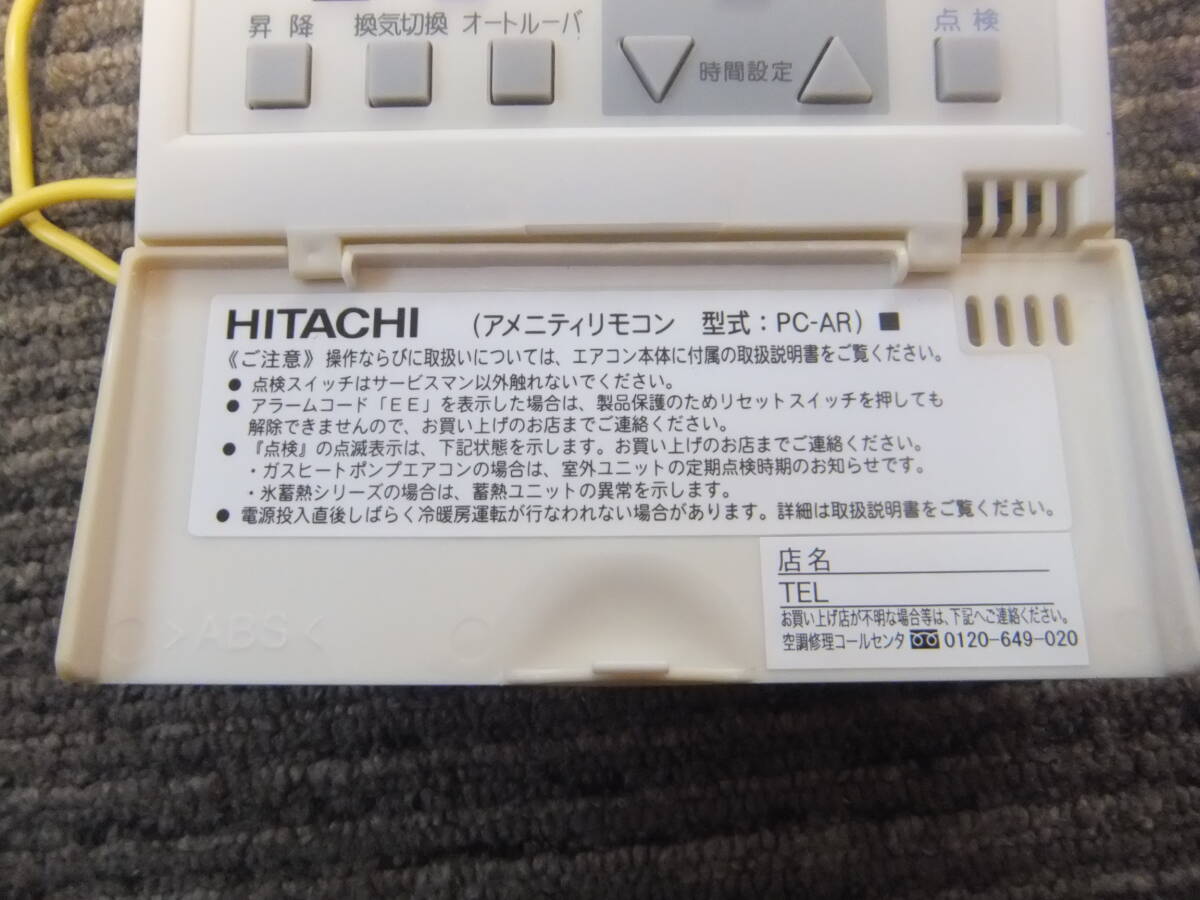 昇降 換気切換 オートルーバ 点検
時間設定
HITACHI (アメニティリモコン 型式：PC-AR) ■
《ご注意》操作ならびに取扱いについては、エアコン本体に付属の取扱説明書をご覧ください。
● 点検スイッチはサービスマン以外触れないでください。
● アラームコード「EE」を表示した場合は、製品保護のためリセットスイッチを押しても
解除できませんので、お買い上げのお店までご連絡ください。
● 『点検』の点滅表示は、下記状態を示します。お買い上げのお店までご連絡ください。
・ガスヒートポンプエアコンの場合は、室外ユニットの定期点検時期のお知らせです。
・氷蓄熱シリーズの場合は、蓄熱ユニットの異常を示します。
● 電源投入直後しばらく冷暖房運転が行なわれない場合があります。詳細は取扱説明書をご覧ください。
店名
TEL
お買い上げ店が不明な場合等は、下記へご連絡ください。
空調修理コールセンタ 0120-649-020
>ABS<